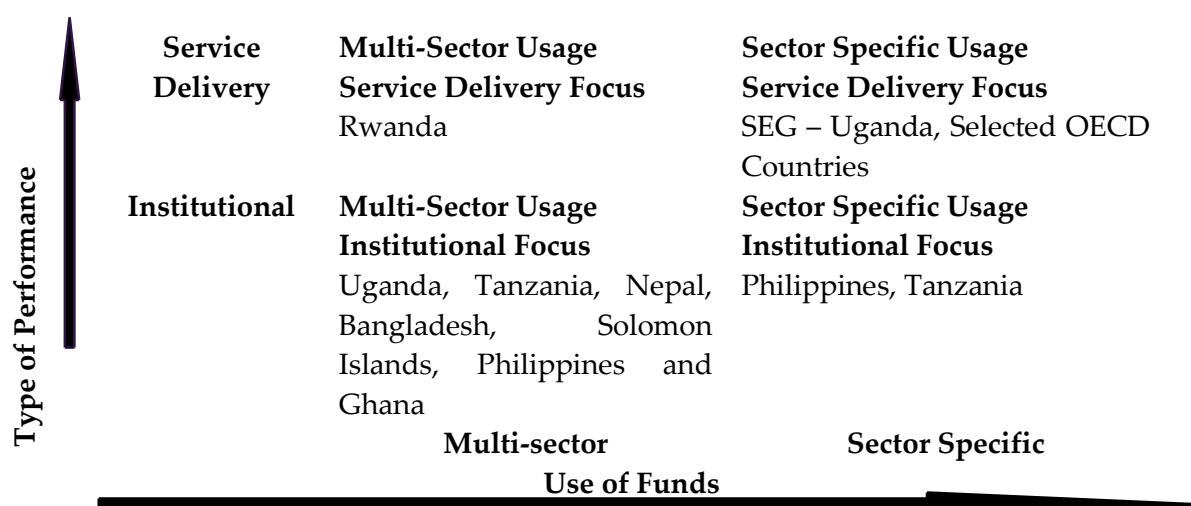 Type of Performance
Service Delivery
Multi-Sector Usage
Service Delivery Focus
Rwanda
Sector Specific Usage
Service Delivery Focus
SEG – Uganda, Selected OECD
Countries
Institutional
Multi-Sector Usage
Institutional Focus
Uganda, Tanzania, Nepal,
Bangladesh, Solomon
Islands, Philippines and
Ghana
Sector Specific Usage
Institutional Focus
Philippines, Tanzania
Multi-sector
Sector Specific
Use of Funds